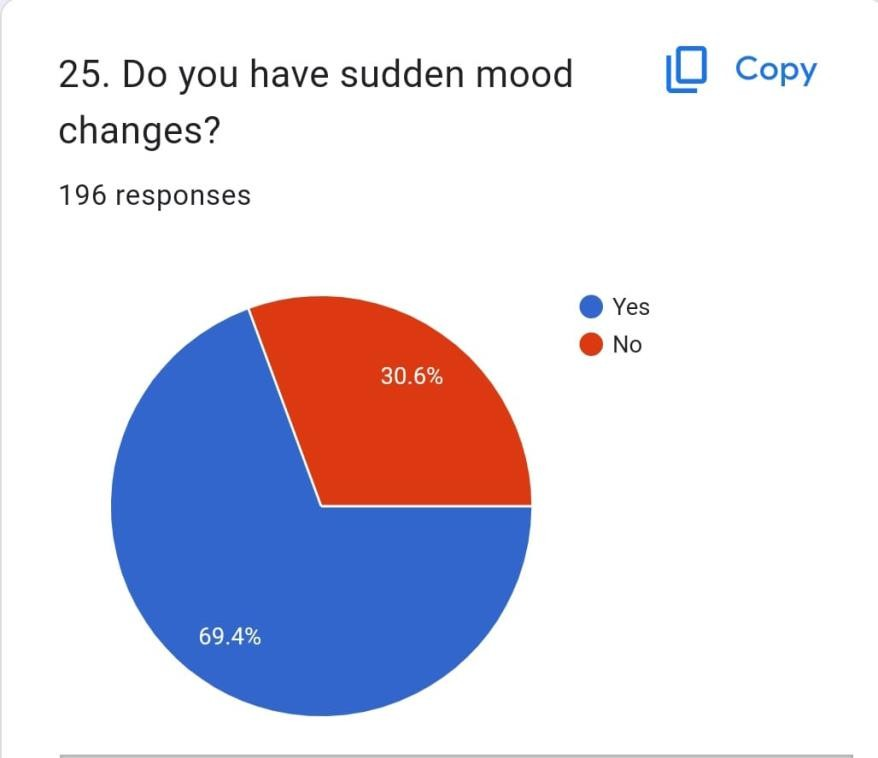 25. Do you have sudden mood
changes?
Copy
196 responses
Yes
No
30.6%
69.4%